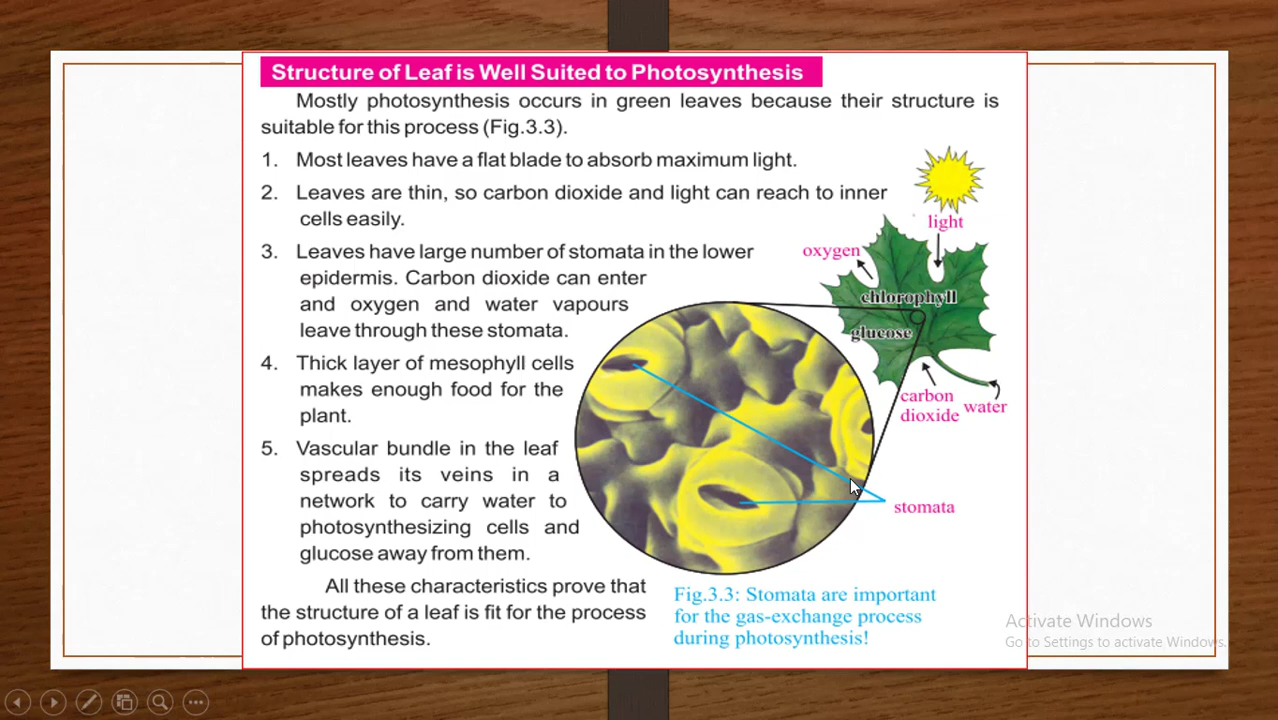 Structure of Leaf is Well Suited to Photosynthesis
Mostly photosynthesis occurs in green leaves because their structure is
suitable for this process (Fig.3.3).
1. Most leaves have a flat blade to absorb maximum light.
2. Leaves are thin, so carbon dioxide and light can reach to inner
cells easily.
3. Leaves have large number of stomata in the lower
epidermis. Carbon dioxide can enter
and oxygen and water vapours
leave through these stomata.
4. Thick layer of mesophyll cells
makes enough food for the
plant.
5. Vascular bundle in the leaf
spreads its veins in a
network to carry water to
photosynthesizing cells and
glucose away from them.
All these characteristics prove that
the structure of a leaf is fit for the process
of photosynthesis.
light
oxygen
chlorophyll
glucose
carbon
dioxide
water
stomata
Fig.3.3: Stomata are important
for the gas-exchange process
during photosynthesis!
Activate Windows
Go to Settings to activate Windows.